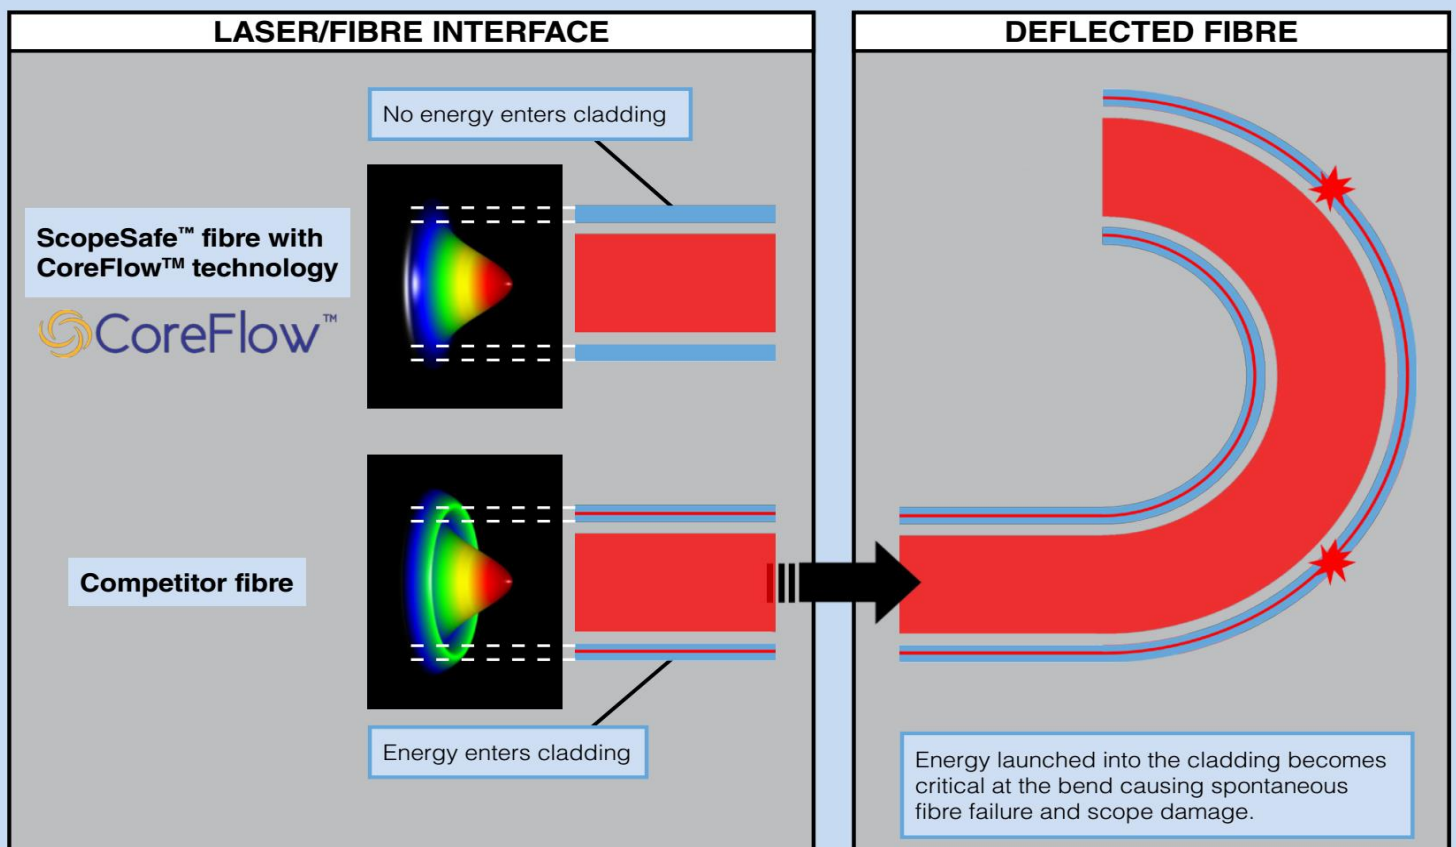 LASER/FIBRE INTERFACE
No energy enters cladding
ScopeSafe™ fibre with
CoreFlow™ technology
CoreFlow™
Competitor fibre
Energy enters cladding
DEFLECTED FIBRE
Energy launched into the cladding becomes
critical at the bend causing spontaneous
fibre failure and scope damage.